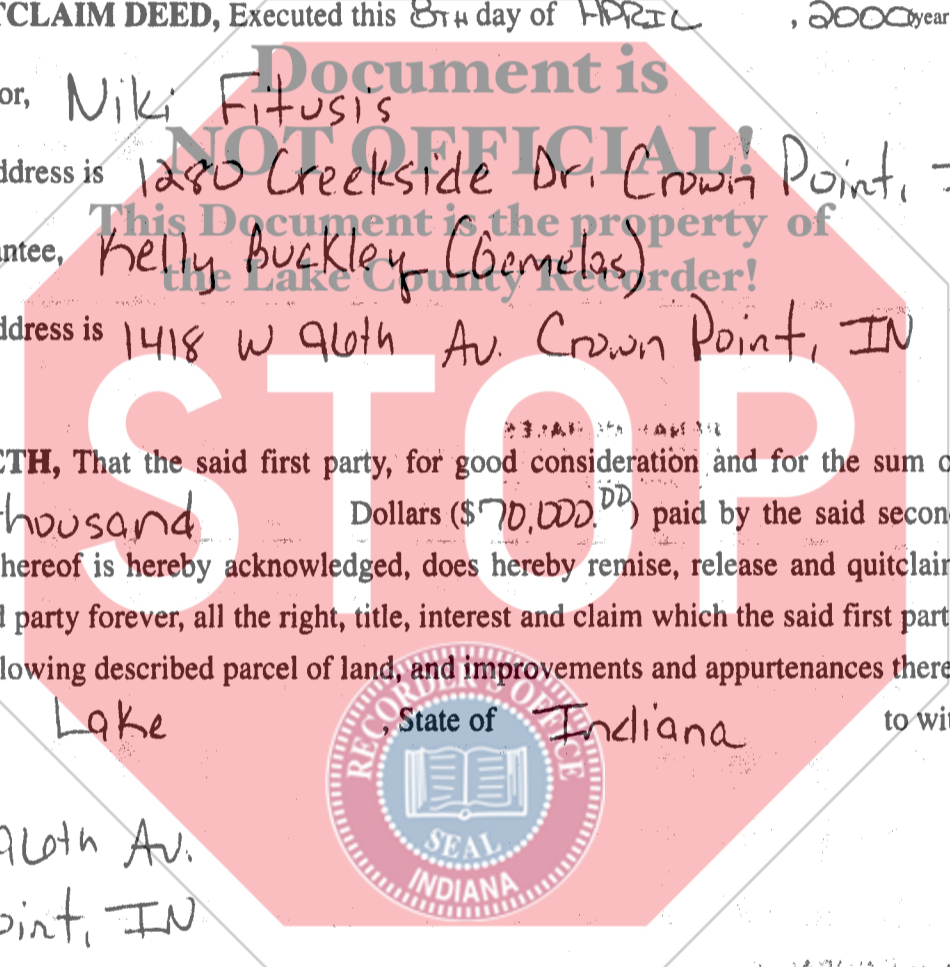 TCLAIM DEED, Executed this 8TH day of APRIL , 2000 year
Document is
or, Niki Fitusis
NOT OFFICIAL!
ddress is 1280 Creekside Dr. Crown Point,
This Document is the property of
ntee, Kelly Buckley (Gemelas)
the Lake County Recorder!
ddress is 1418 W 96th Av. Crown Point, IN
STOP
CTH, That the said first party, for good consideration and for the sum o
housand Dollars ($70,000.00) paid by the said secon
hereof is hereby acknowledged, does hereby remise, release and quitclaim
d party forever, all the right, title, interest and claim which the said first part
lowing described parcel of land, and improvements and appurtenances there
Lake , State of Indiana to wit
RECORDER'S OFFICE
SEAL
INDIANA
96th Av.
oint, IN